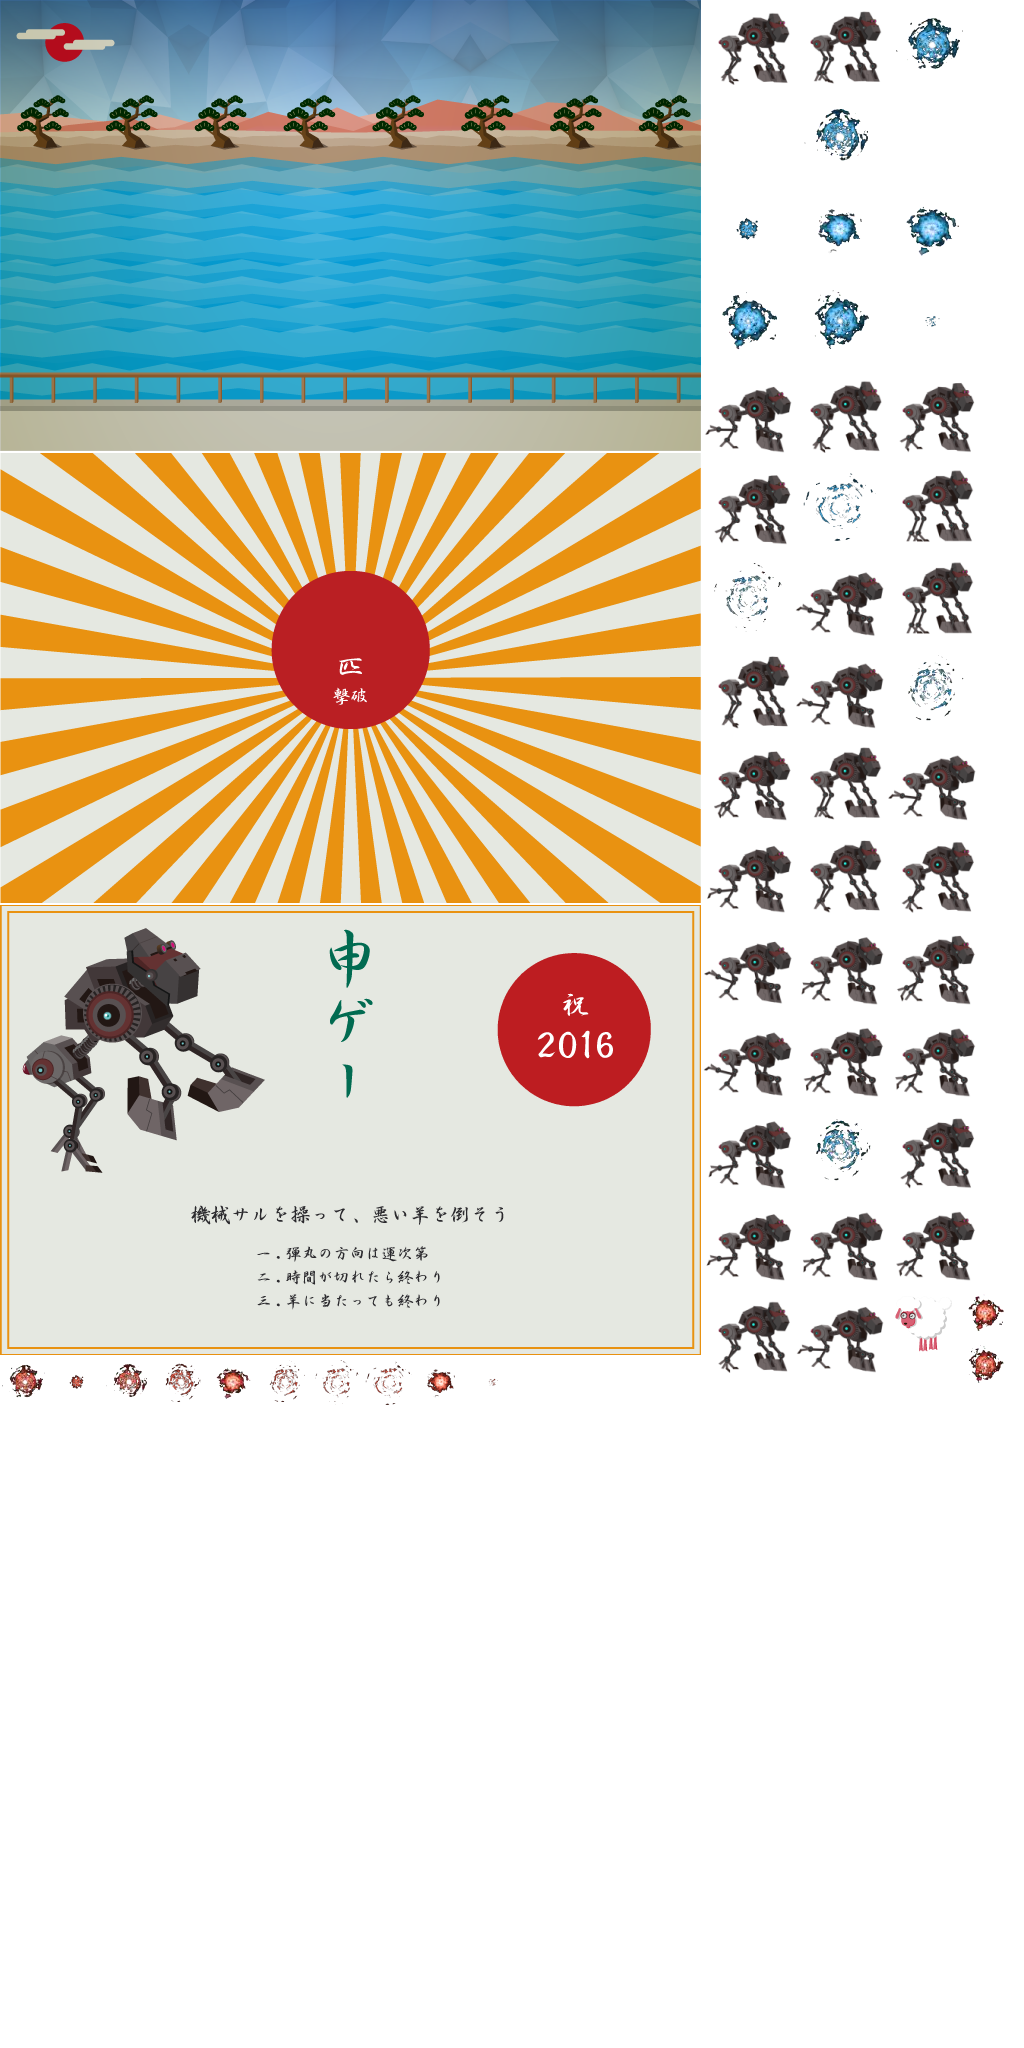 匹
撃破
申ゲー
祝
2016
機械サルを操って、悪い羊を倒そう
一.弾丸の方向は運次第
二.時間が切れたら終わり
三.羊に当たっても終わり